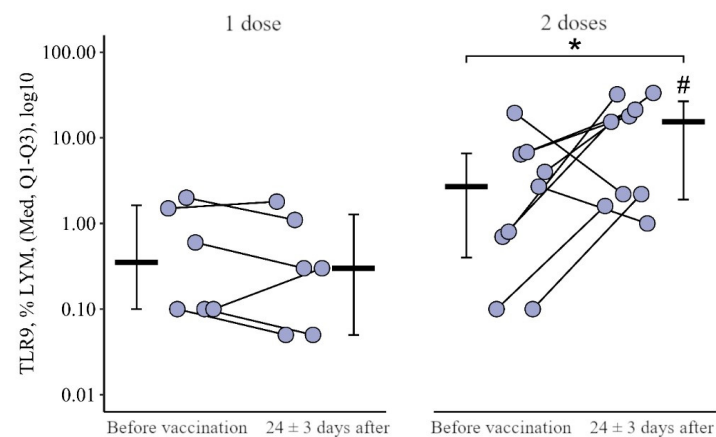 1 dose
2 doses
TLR9, % LYM, (Med, Q1-Q3), log10
100.00
10.00
1.00
0.10
0.01
*
#
Before vaccination
24 ± 3 days after
Before vaccination
24 ± 3 days after